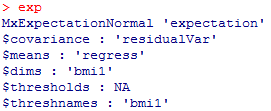 > exp
MxExpectationNormal 'expectation'
$covariance : 'residualVar'
$means : 'regress'
$dims : 'bmi1'
$thresholds : NA
$threshnames : 'bmi1'